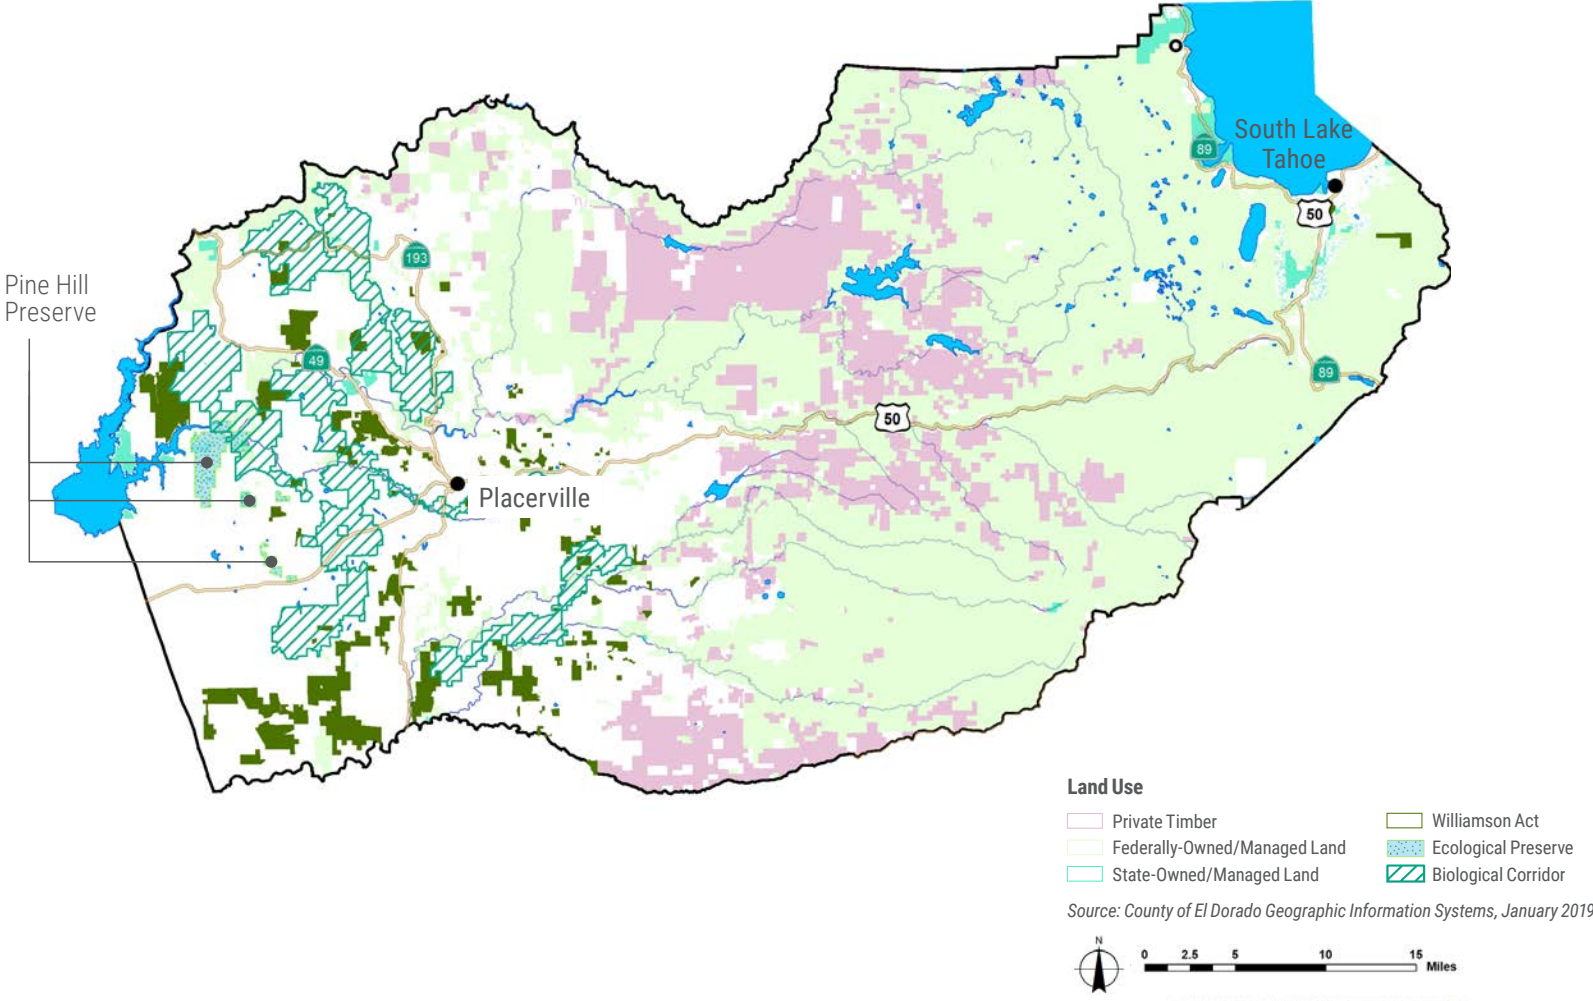 South Lake
Tahoe
89
50
193
Pine Hill
Preserve
49
89
50
Placerville
Land Use
Private Timber
Federally-Owned/Managed Land
State-Owned/Managed Land
Williamson Act
Ecological Preserve
Biological Corridor
Source: County of El Dorado Geographic Information Systems, January 2019
N
0 2.5 5 10 15
Miles